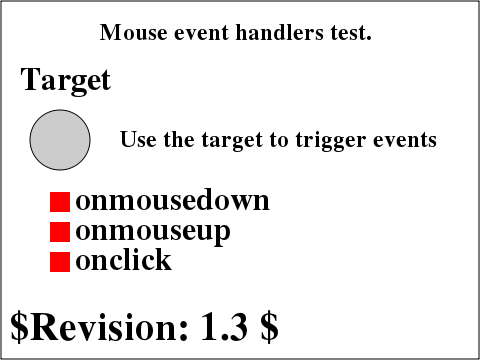 Mouse event handlers test.
Target
Use the target to trigger events
onmousedown
onmouseup
onclick
$Revision: 1.3 $